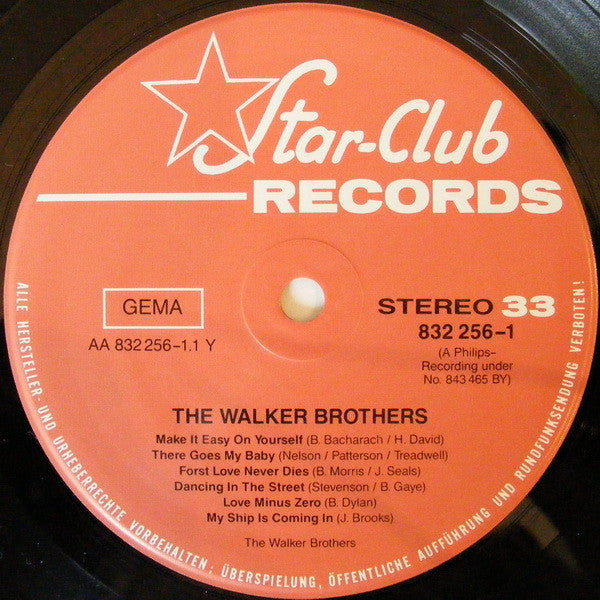 Star-Club
RECORDS
GEMA
AA 832 256-1.1 Y
STEREO 33
832 256-1
(A Philips-
Recording under
No. 843 465 BY)
THE WALKER BROTHERS
Make It Easy On Yourself (B. Bacharach / H. David)
There Goes My Baby (Nelson / Patterson / Treadwell)
Forst Love Never Dies (B. Morris / J. Seals)
Dancing In The Street (Stevenson / B. Gaye)
Love Minus Zero (B. Dylan)
My Ship Is Coming In (J. Brooks)
The Walker Brothers
ALLE HERSTELLER- UND URHEBERRECHTE VORBEHALTEN; ÜBERSPIELUNG, ÖFFENTLICHE AUFFÜHRUNG UND RUNDFUNKSENDUNG VERBOTEN!